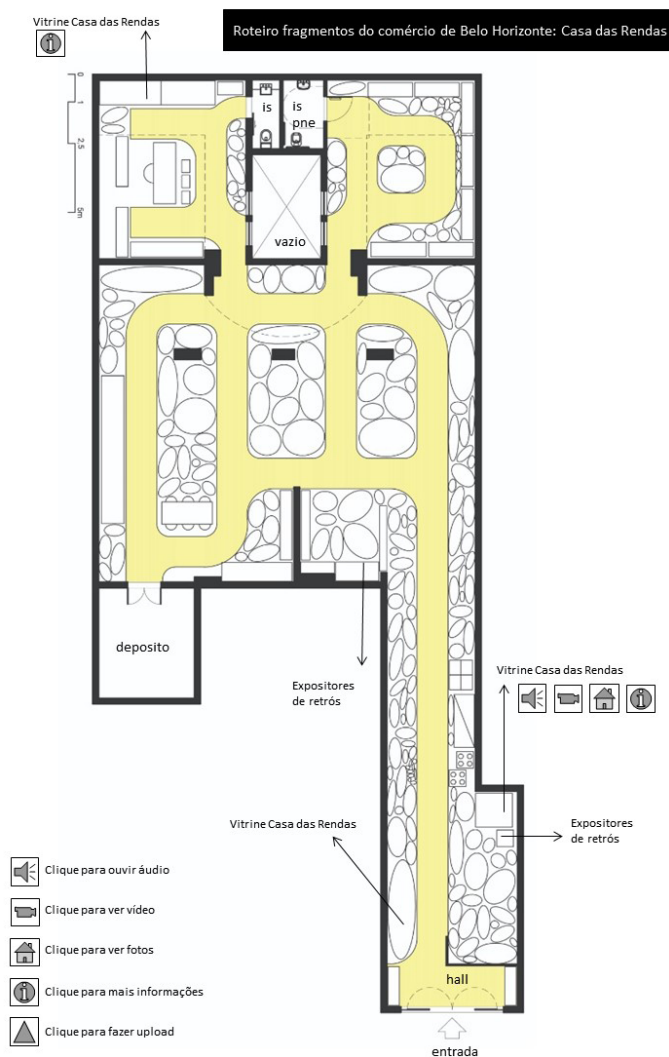 Vitrine Casa das Rendas
Roteiro fragmentos do comércio de Belo Horizonte: Casa das Rendas
0
1
2.5
5m
is
is
pne
vazio
deposito
Expositores
de retrós
Vitrine Casa das Rendas
Vitrine Casa das Rendas
Expositores
de retrós
Clique para ouvir áudio
Clique para ver vídeo
Clique para ver fotos
Clique para mais informações
Clique para fazer upload
hall
entrada